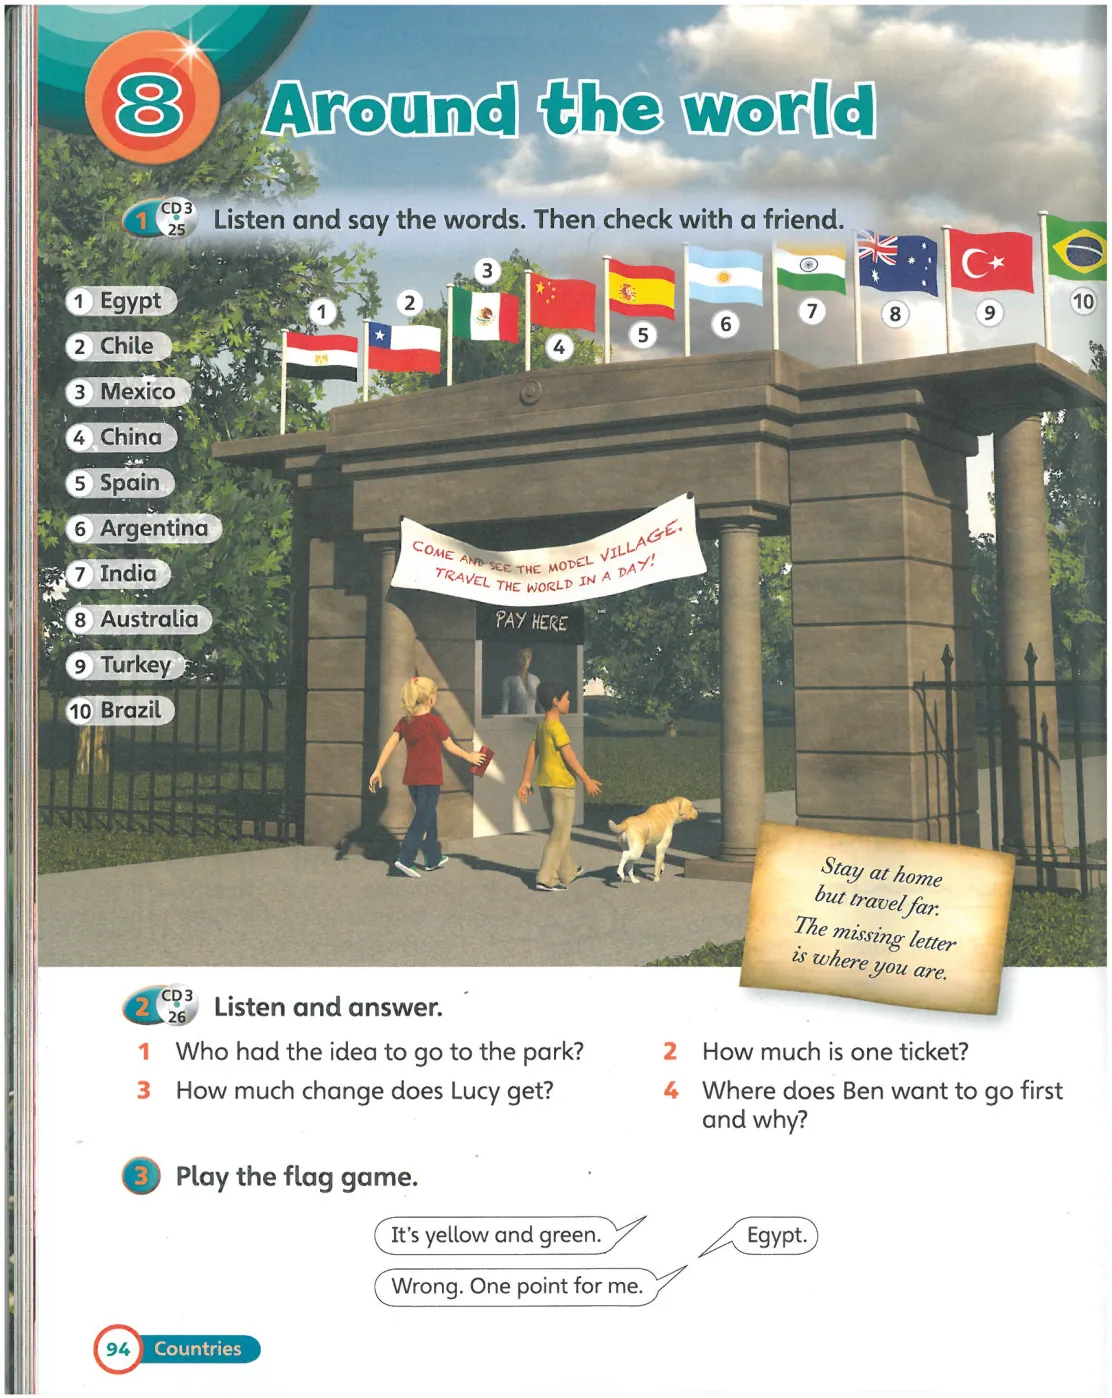 8
Around the world
1 CD 3 25 Listen and say the words. Then check with a friend.
1 Egypt
2 Chile
3 Mexico
4 China
5 Spain
6 Argentina
7 India
8 Australia
9 Turkey
10 Brazil
1
2
3
4
5
6
7
8
9
10
COME AND SEE THE MODEL VILLAGE.
TRAVEL THE WORLD IN A DAY!
PAY HERE
Stay at home
but travel far.
The missing letter
is where you are.
2 CD 3 26 Listen and answer.
1 Who had the idea to go to the park?
2 How much is one ticket?
3 How much change does Lucy get?
4 Where does Ben want to go first
and why?
3 Play the flag game.
It's yellow and green.
Egypt.
Wrong. One point for me.
94 Countries